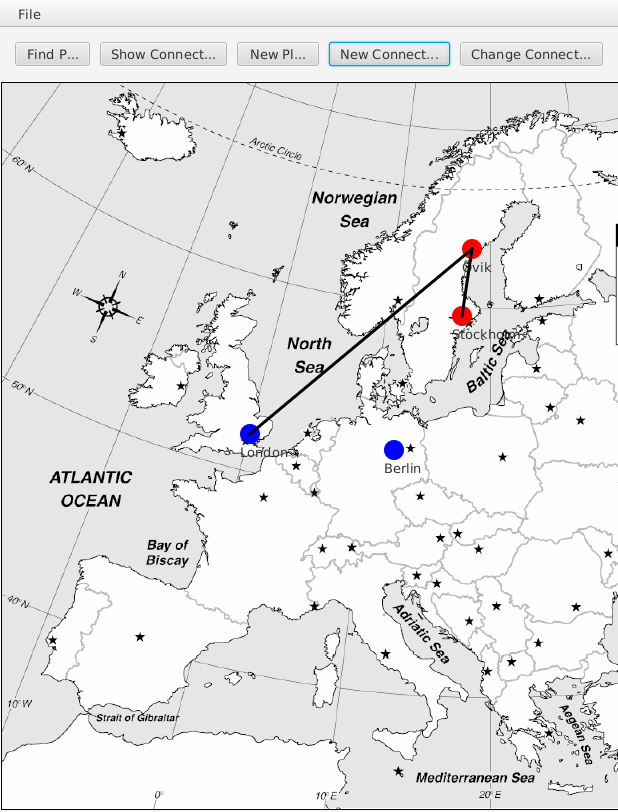 File
Find P...
Show Connect...
New Pl...
New Connect...
Change Connect...
Arctic Circle
60°N
Norwegian
Sea
N
W
E
S
Övik
Stockholm
North
Sea
Baltic Sea
50°N
London
Berlin
ATLANTIC
OCEAN
Bay of
Biscay
40°N
Adriatic Sea
10°W
Strait of Gibraltar
Aegean Sea
Mediterranean Sea
0°
10°E
20°E